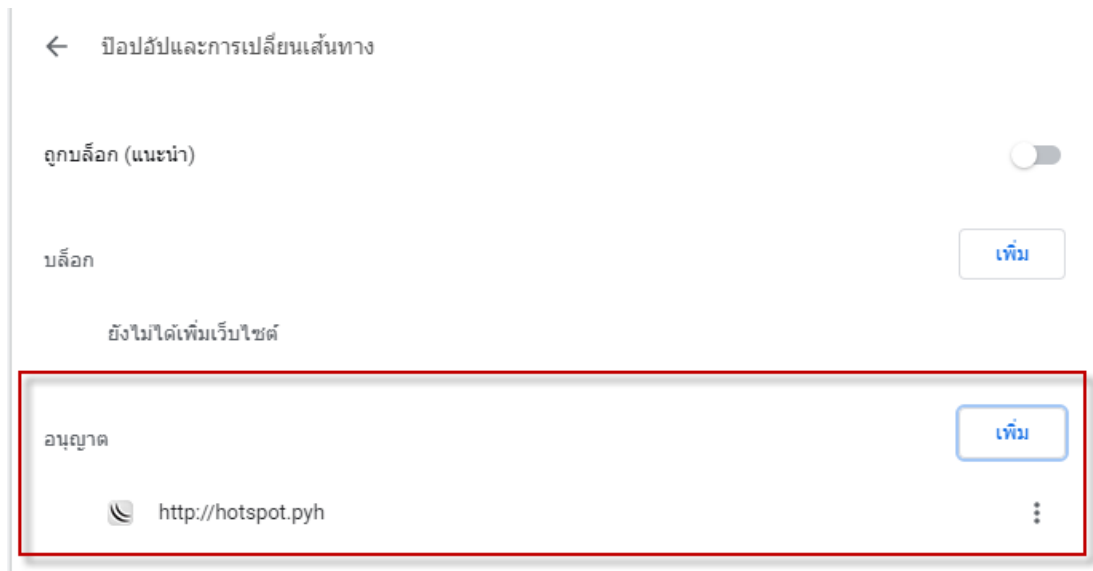 ป๊อปอัปและการเปลี่ยนเส้นทาง
ถูกบล็อก (แนะนำ)
บล็อก
เพิ่ม
ยังไม่ได้เพิ่มเว็บไซต์
อนุญาต
เพิ่ม
http://hotspot.pyh